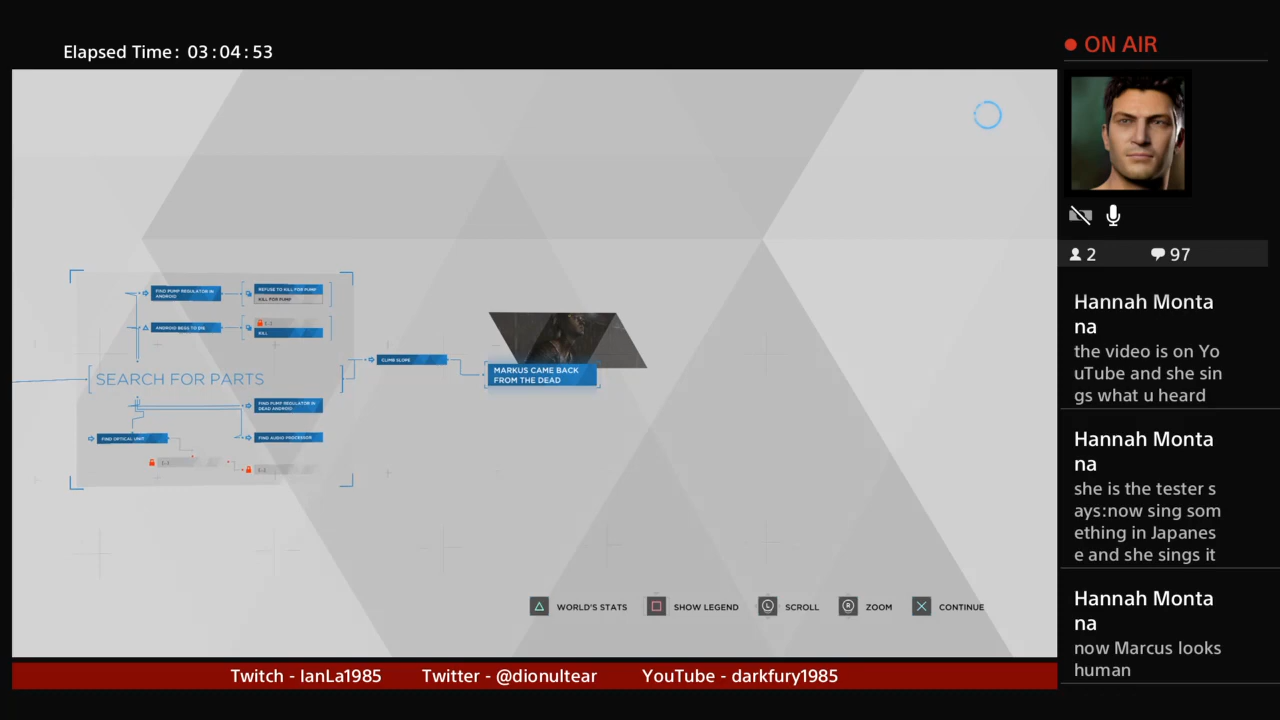 Elapsed Time: 03:04:53
ON AIR
2
97
FIND PUMP REGULATOR IN
ANDROID
REFUSE TO KILL FOR PUMP
KILL FOR PUMP
ANDROID BEGS TO DIE
[...]
KILL
SEARCH FOR PARTS
CLIMB SLOPE
MARKUS CAME BACK
FROM THE DEAD
FIND PUMP REGULATOR IN
DEAD ANDROID
FIND OPTICAL UNIT
FIND AUDIO PROCESSOR
[...]
[...]
WORLD'S STATS
SHOW LEGEND
L
SCROLL
R
ZOOM
CONTINUE
Hannah Monta
na
the video is on Yo
uTube and she sin
gs what u heard
Hannah Monta
na
she is the tester s
ays:now sing som
ething in Japanes
e and she sings it
Hannah Monta
na
now Marcus looks
human
Twitch - IanLa1985 Twitter - @dionultear YouTube - darkfury1985